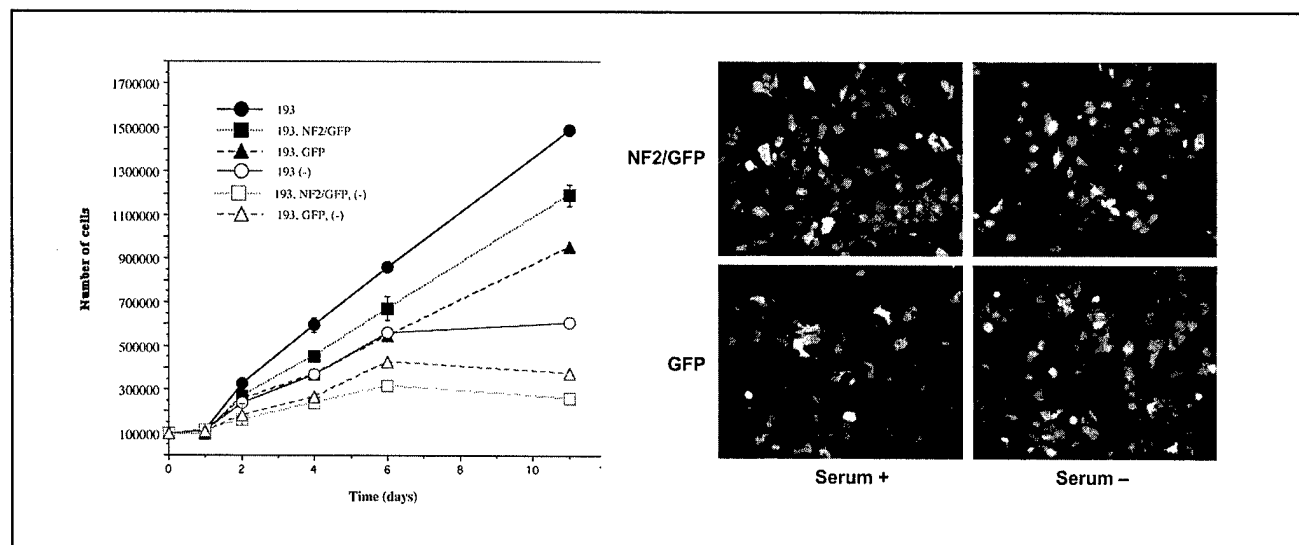 1700000
1500000
1300000
1100000
900000
700000
500000
300000
100000
Number of cells
193
193, NF2/GFP
193, GFP
193 (-)
193, NF2/GFP, (-)
193, GFP, (-)
0 2 4 6 8 10
Time (days)
NF2/GFP
GFP
Serum +
Serum –